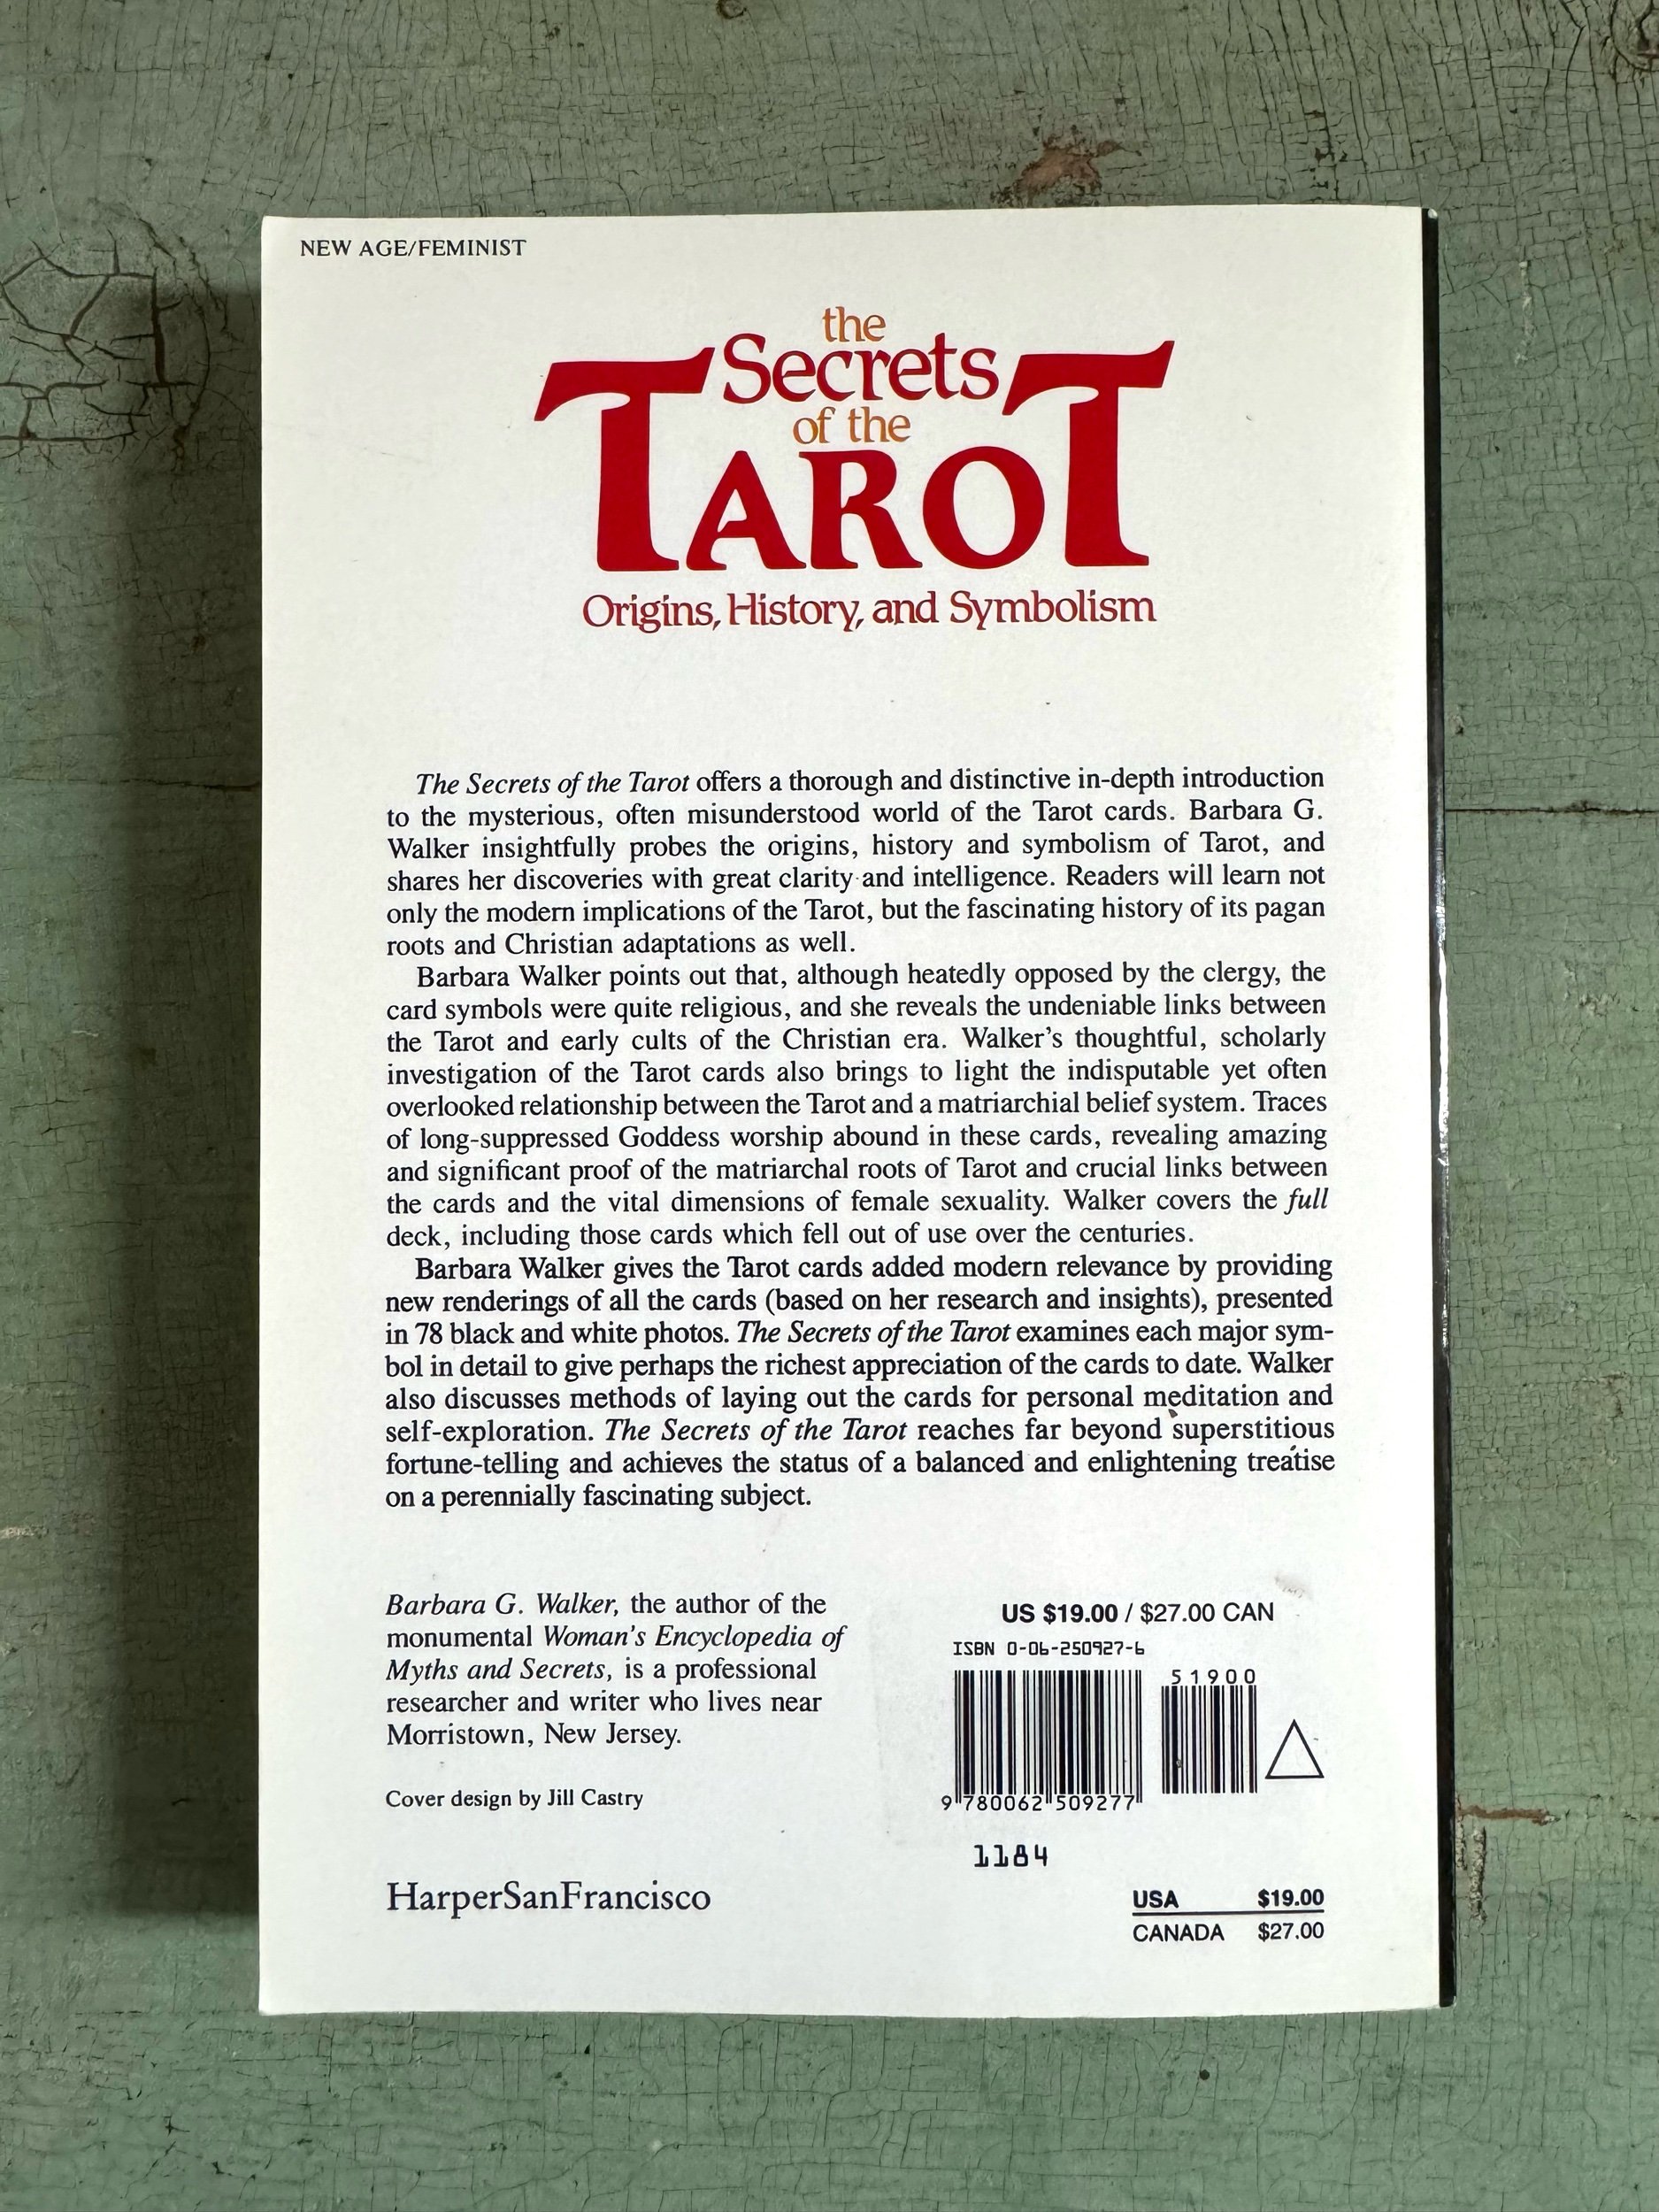 NEW AGE/FEMINIST
the
Secrets
of the
TAROT
Origins, History, and Symbolism
The Secrets of the Tarot offers a thorough and distinctive in-depth introduction
to the mysterious, often misunderstood world of the Tarot cards. Barbara G.
Walker insightfully probes the origins, history and symbolism of Tarot, and
shares her discoveries with great clarity and intelligence. Readers will learn not
only the modern implications of the Tarot, but the fascinating history of its pagan
roots and Christian adaptations as well.
Barbara Walker points out that, although heatedly opposed by the clergy, the
card symbols were quite religious, and she reveals the undeniable links between
the Tarot and early cults of the Christian era. Walker's thoughtful, scholarly
investigation of the Tarot cards also brings to light the indisputable yet often
overlooked relationship between the Tarot and a matriarchial belief system. Traces
of long-suppressed Goddess worship abound in these cards, revealing amazing
and significant proof of the matriarchal roots of Tarot and crucial links between
the cards and the vital dimensions of female sexuality. Walker covers the full
deck, including those cards which fell out of use over the centuries.
Barbara Walker gives the Tarot cards added modern relevance by providing
new renderings of all the cards (based on her research and insights), presented
in 78 black and white photos. The Secrets of the Tarot examines each major sym-
bol in detail to give perhaps the richest appreciation of the cards to date. Walker
also discusses methods of laying out the cards for personal meditation and
self-exploration. The Secrets of the Tarot reaches far beyond superstitious
fortune-telling and achieves the status of a balanced and enlightening treatise
on a perennially fascinating subject.
Barbara G. Walker, the author of the
monumental Woman's Encyclopedia of
Myths and Secrets, is a professional
researcher and writer who lives near
Morristown, New Jersey.
Cover design by Jill Castry
HarperSanFrancisco
US $19.00 / $27.00 CAN
ISBN 0-06-250927-6
51900
9 780062 509277
1184
USA $19.00
CANADA $27.00